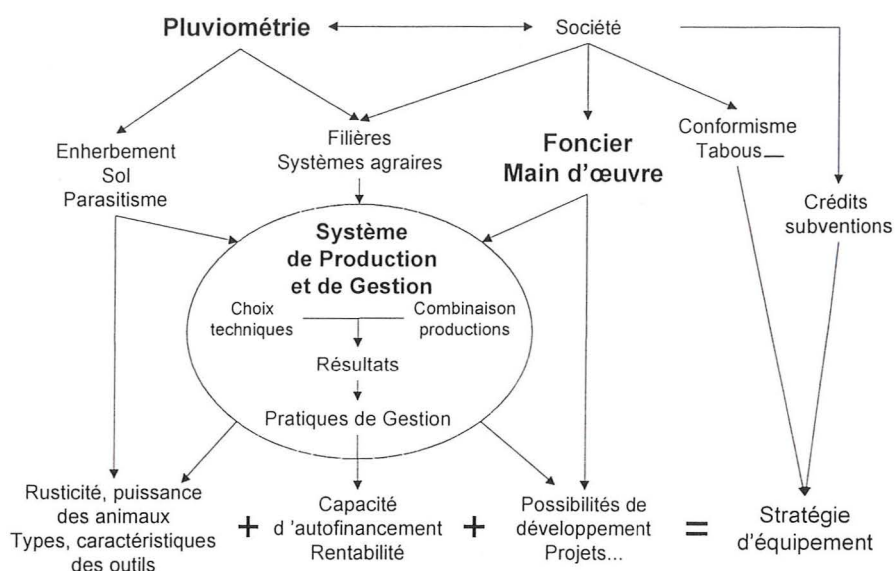 Pluviométrie
Société
Enherbement
Sol
Parasitisme
Filières
Systèmes agraires
Foncier
Main d'œuvre
Conformisme
Tabous
Crédits
subventions
Système
de Production
et de Gestion
Choix
techniques
Combinaison
productions
Résultats
Pratiques de Gestion
Rusticité, puissance
des animaux
Types, caractéristiques
des outils
+
Capacité
d 'autofinancement
Rentabilité
+
Possibilités de
développement
Projets...
=
Stratégie
d'équipement